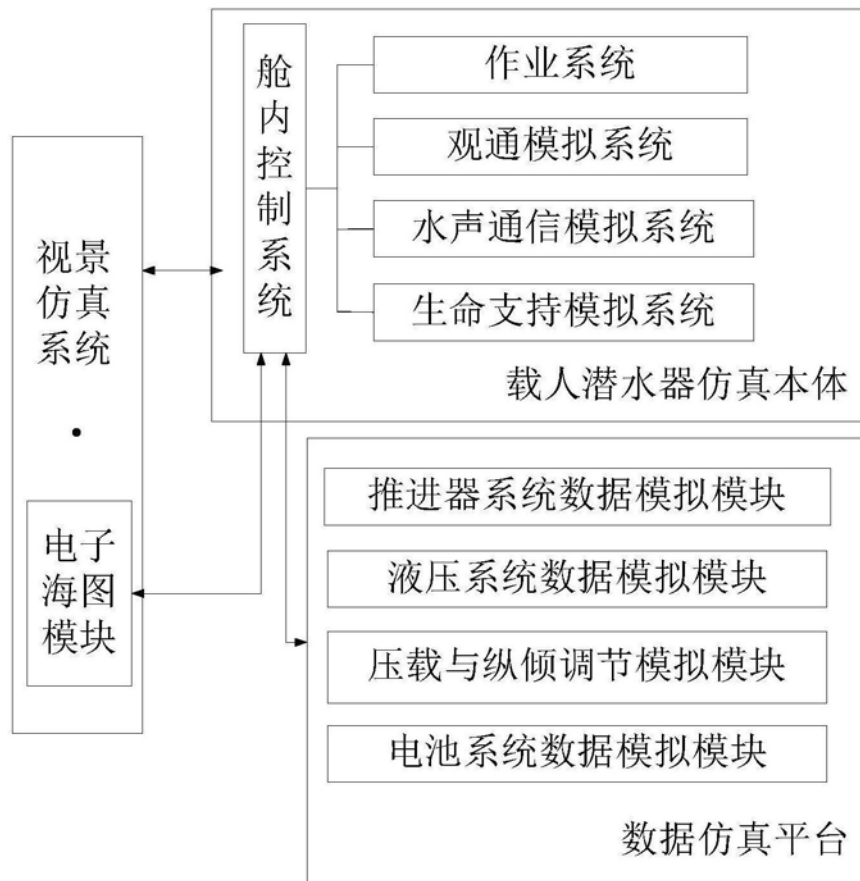 视景
仿真
系统
电子
海图
模块
舱内控制系统
作业系统
观通模拟系统
水声通信模拟系统
生命支持模拟系统
载人潜水器仿真本体
推进器系统数据模拟模块
液压系统数据模拟模块
压载与纵倾调节模拟模块
电池系统数据模拟模块
数据仿真平台